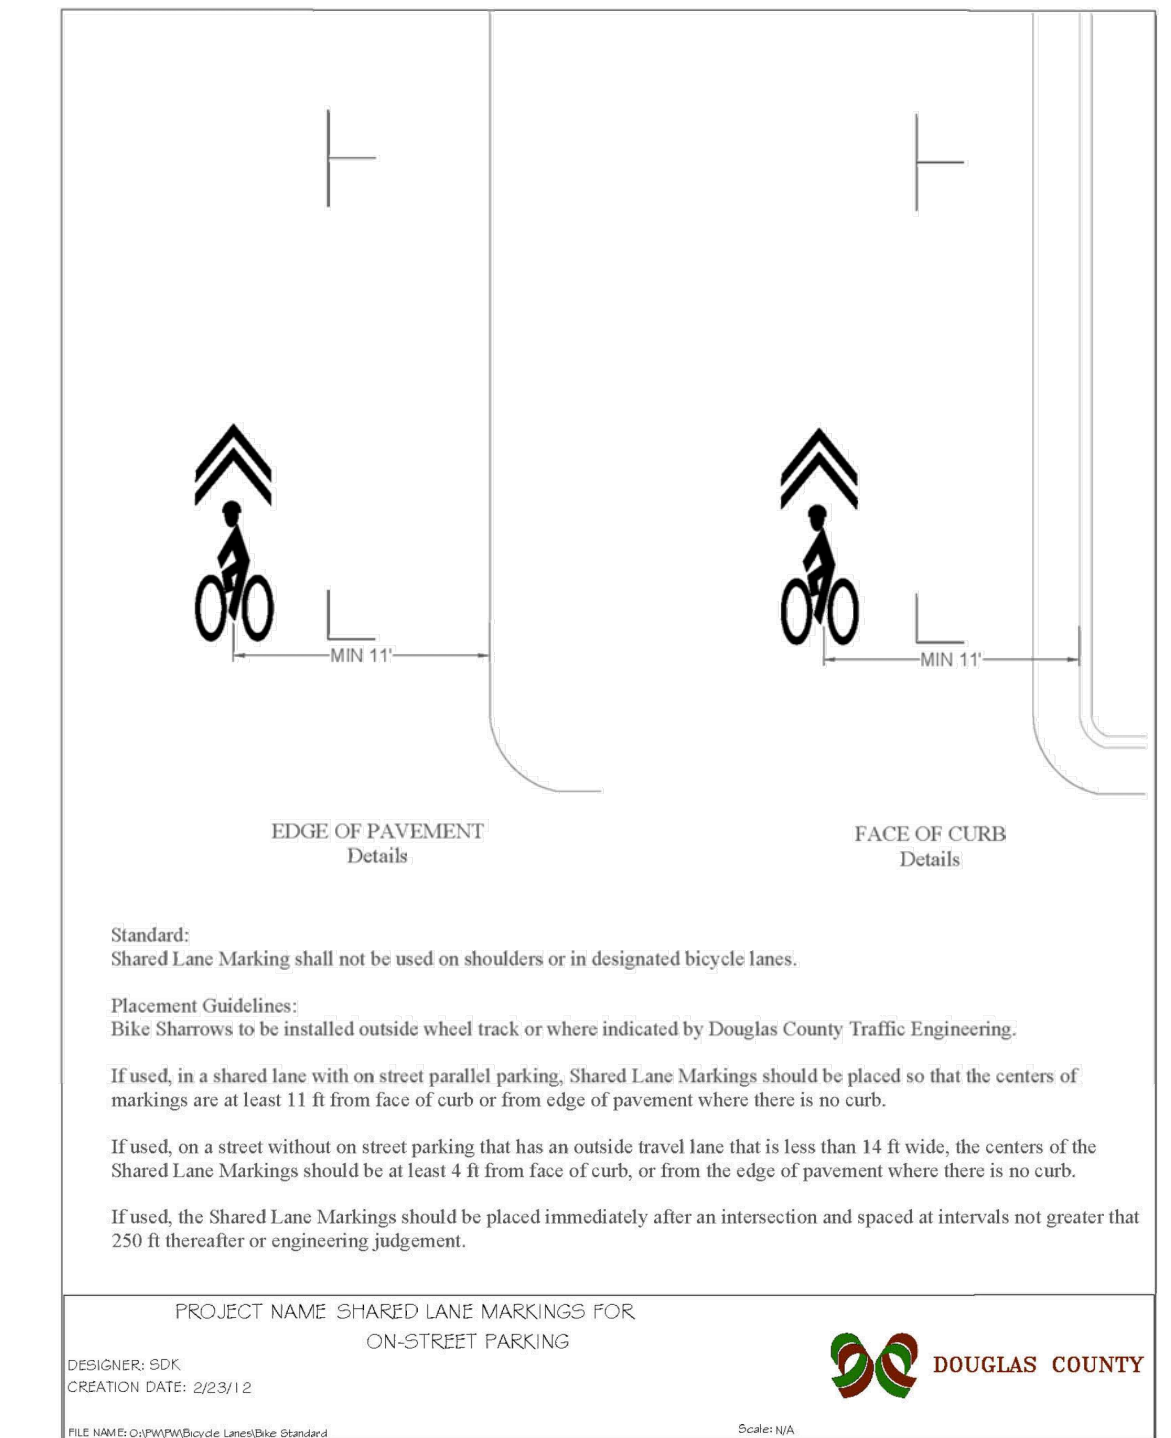 MIN 11'
MIN 11'
EDGE OF PAVEMENT
Details
FACE OF CURB
Details
Standard:
Shared Lane Marking shall not be used on shoulders or in designated bicycle lanes.
Placement Guidelines:
Bike Sharrows to be installed outside wheel track or where indicated by Douglas County Traffic Engineering.
If used, in a shared lane with on street parallel parking, Shared Lane Markings should be placed so that the centers of
markings are at least 11 ft from face of curb or from edge of pavement where there is no curb.
If used, on a street without on street parking that has an outside travel lane that is less than 14 ft wide, the centers of the
Shared Lane Markings should be at least 4 ft from face of curb, or from the edge of pavement where there is no curb.
If used, the Shared Lane Markings should be placed immediately after an intersection and spaced at intervals not greater that
250 ft thereafter or engineering judgement.
PROJECT NAME SHARED LANE MARKINGS FOR
ON-STREET PARKING
DESIGNER: SDK
CREATION DATE: 2/23/12
DOUGLAS COUNTY
FILE NAME: O:\PW\PW\Bicycle Lanes\Bike Standard
Scale: N/A